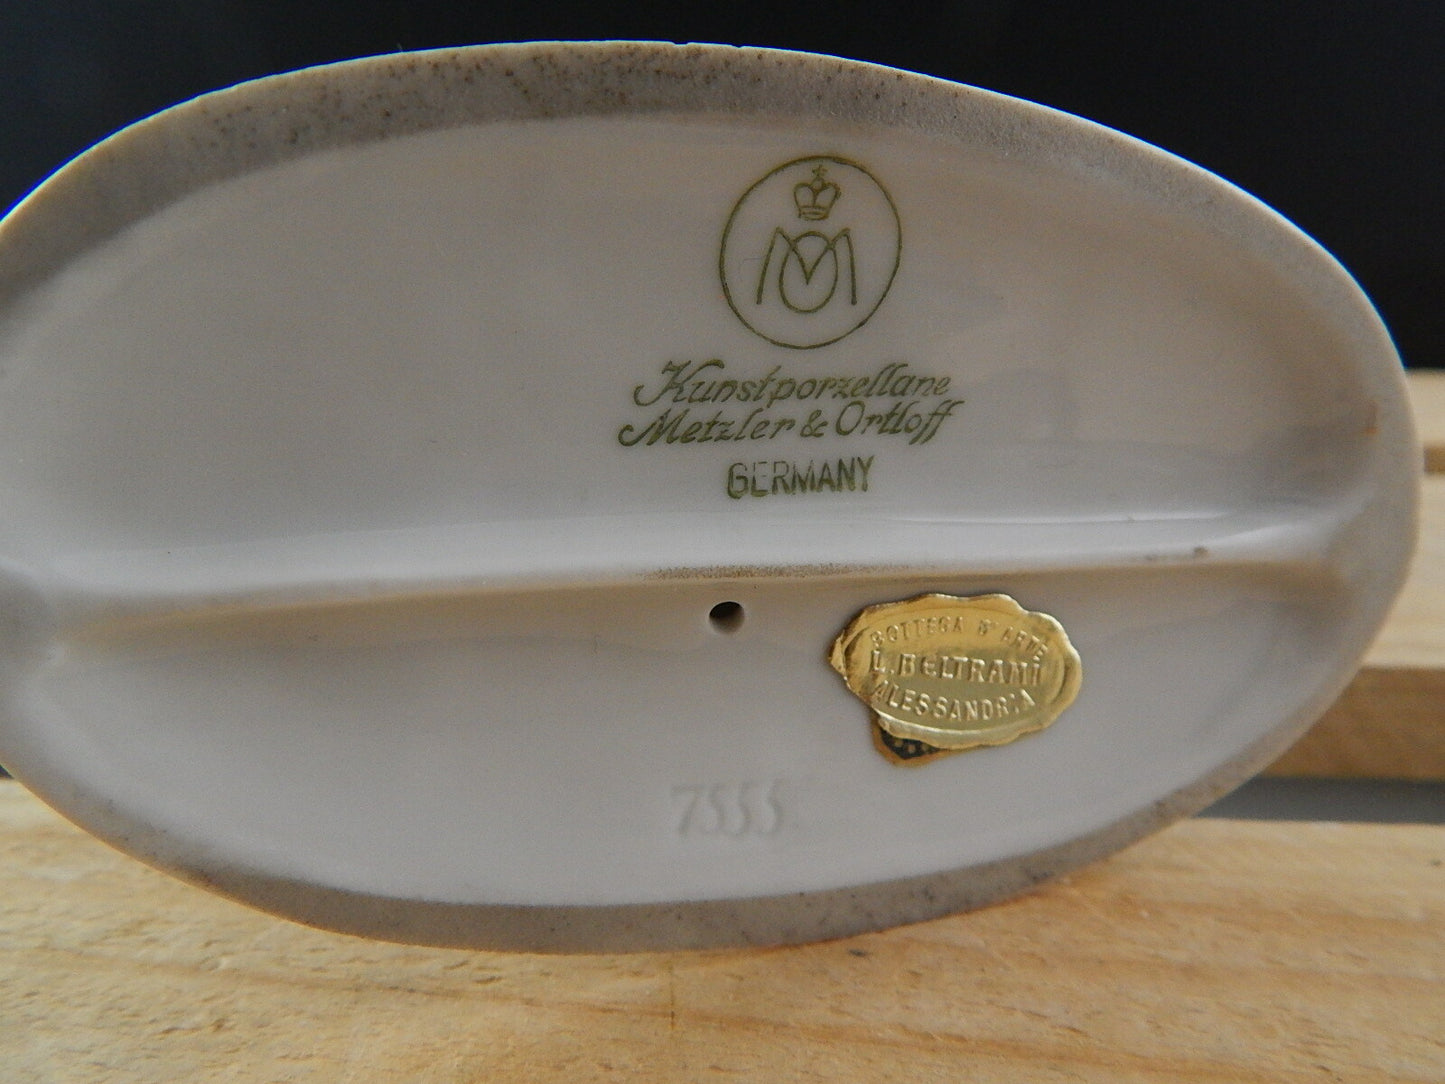 MO
Kunstporzellane
Metzler & Ortloff
GERMANY
BOTTEGA D'ARTE
L. BELTRAMI
ALESSANDRIA
7555